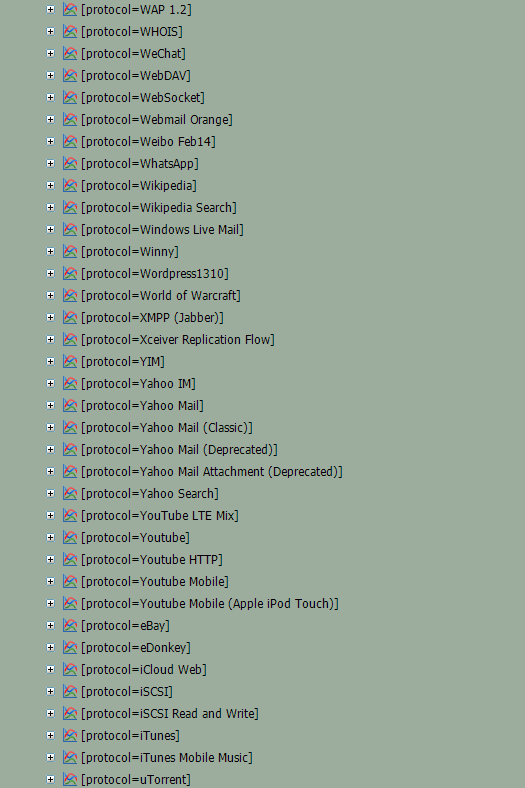 [protocol=WAP 1.2]
[protocol=WHOIS]
[protocol=WeChat]
[protocol=WebDAV]
[protocol=WebSocket]
[protocol=Webmail Orange]
[protocol=Weibo Feb14]
[protocol=WhatsApp]
[protocol=Wikipedia]
[protocol=Wikipedia Search]
[protocol=Windows Live Mail]
[protocol=Winny]
[protocol=Wordpress1310]
[protocol=World of Warcraft]
[protocol=XMPP (Jabber)]
[protocol=Xceiver Replication Flow]
[protocol=YIM]
[protocol=Yahoo IM]
[protocol=Yahoo Mail]
[protocol=Yahoo Mail (Classic)]
[protocol=Yahoo Mail (Deprecated)]
[protocol=Yahoo Mail Attachment (Deprecated)]
[protocol=Yahoo Search]
[protocol=YouTube LTE Mix]
[protocol=Youtube]
[protocol=Youtube HTTP]
[protocol=Youtube Mobile]
[protocol=Youtube Mobile (Apple iPod Touch)]
[protocol=eBay]
[protocol=eDonkey]
[protocol=iCloud Web]
[protocol=iSCSI]
[protocol=iSCSI Read and Write]
[protocol=iTunes]
[protocol=iTunes Mobile Music]
[protocol=uTorrent]